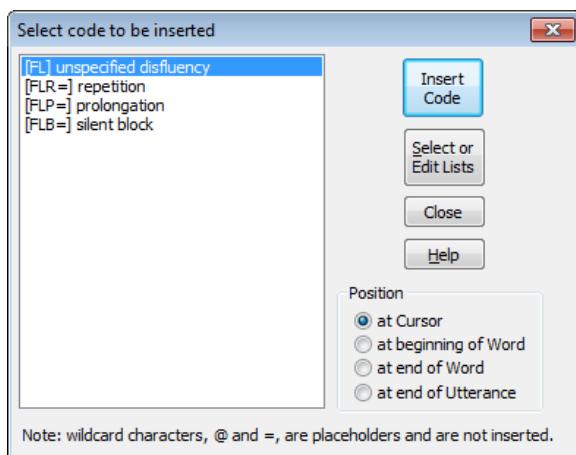 Select code to be inserted
[FL] unspecified disfluency
[FLR=] repetition
[FLP=] prolongation
[FLB=] silent block
Insert
Code
Select or
Edit Lists
Close
Help
Position
at Cursor
at beginning of Word
at end of Word
at end of Utterance
Note: wildcard characters, @ and =, are placeholders and are not inserted.